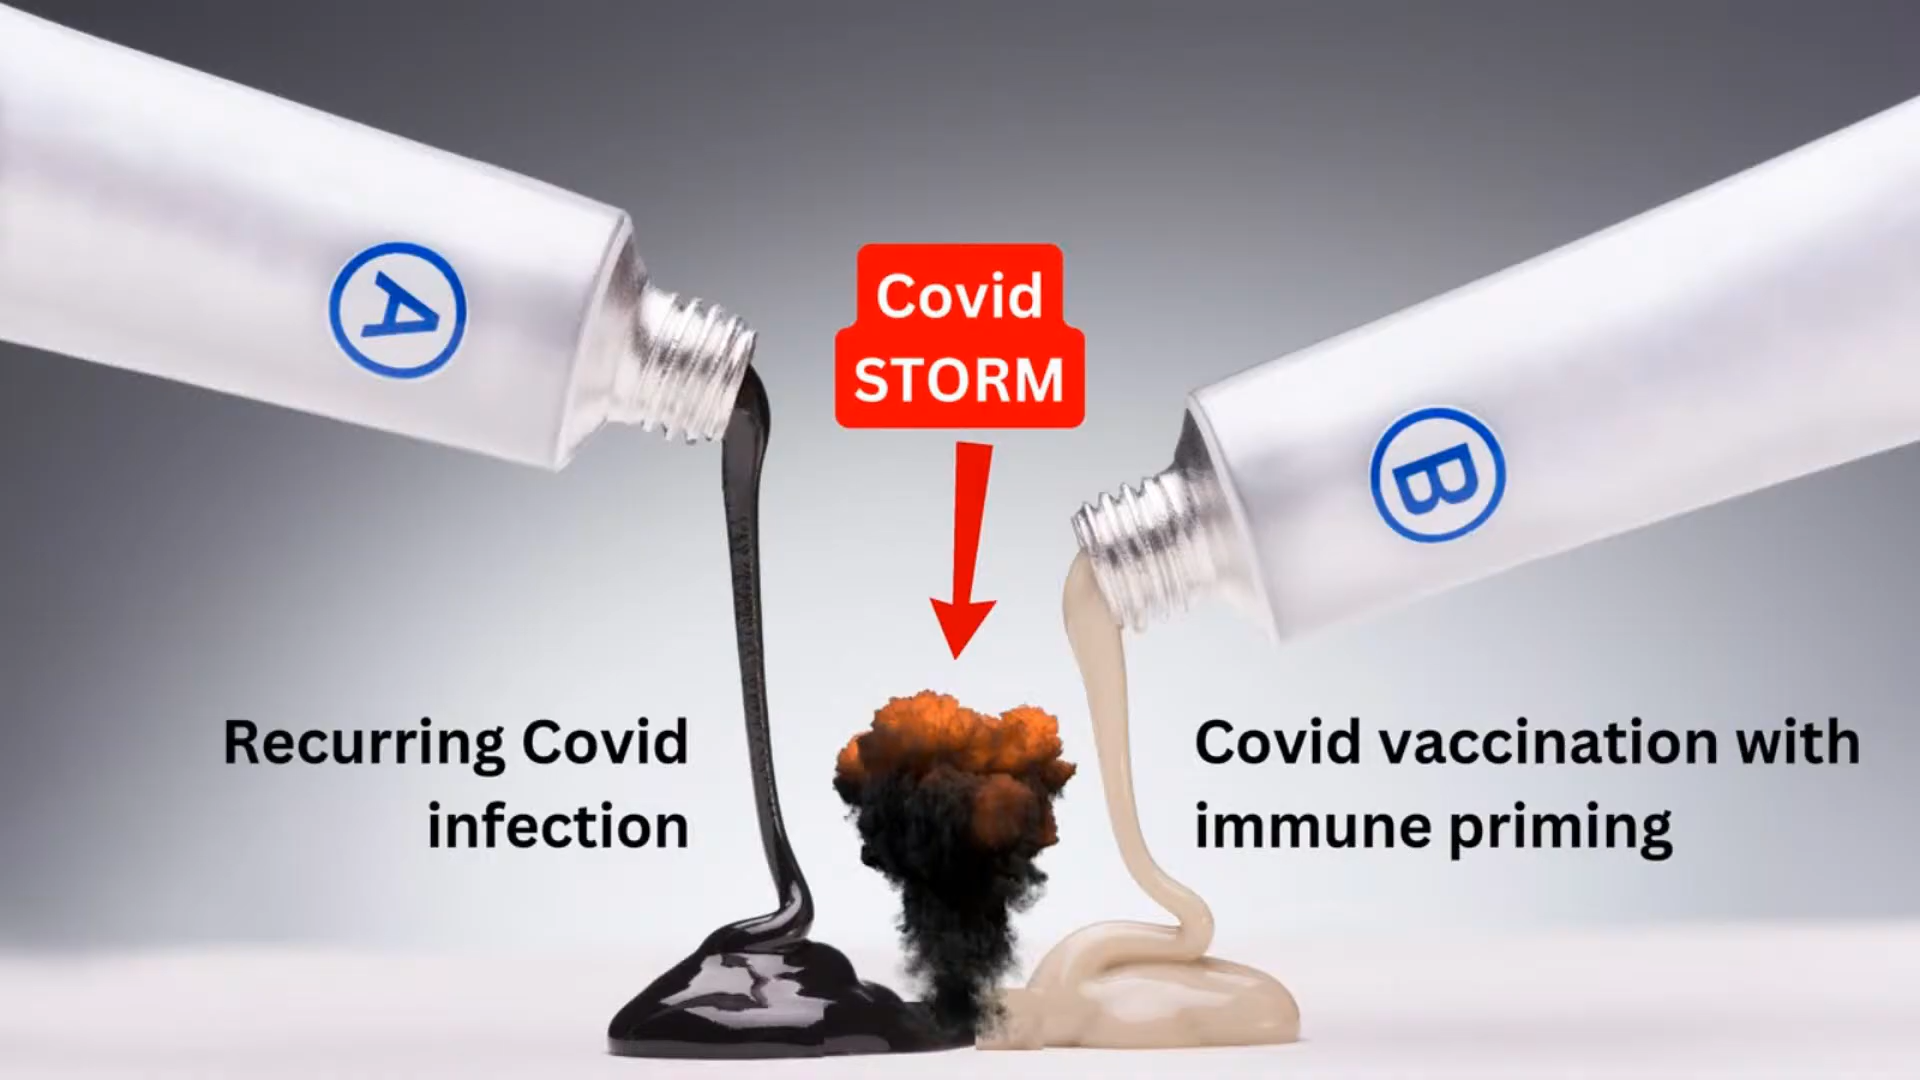 A
Covid
STORM
B
Recurring Covid
infection
Covid vaccination with
immune priming